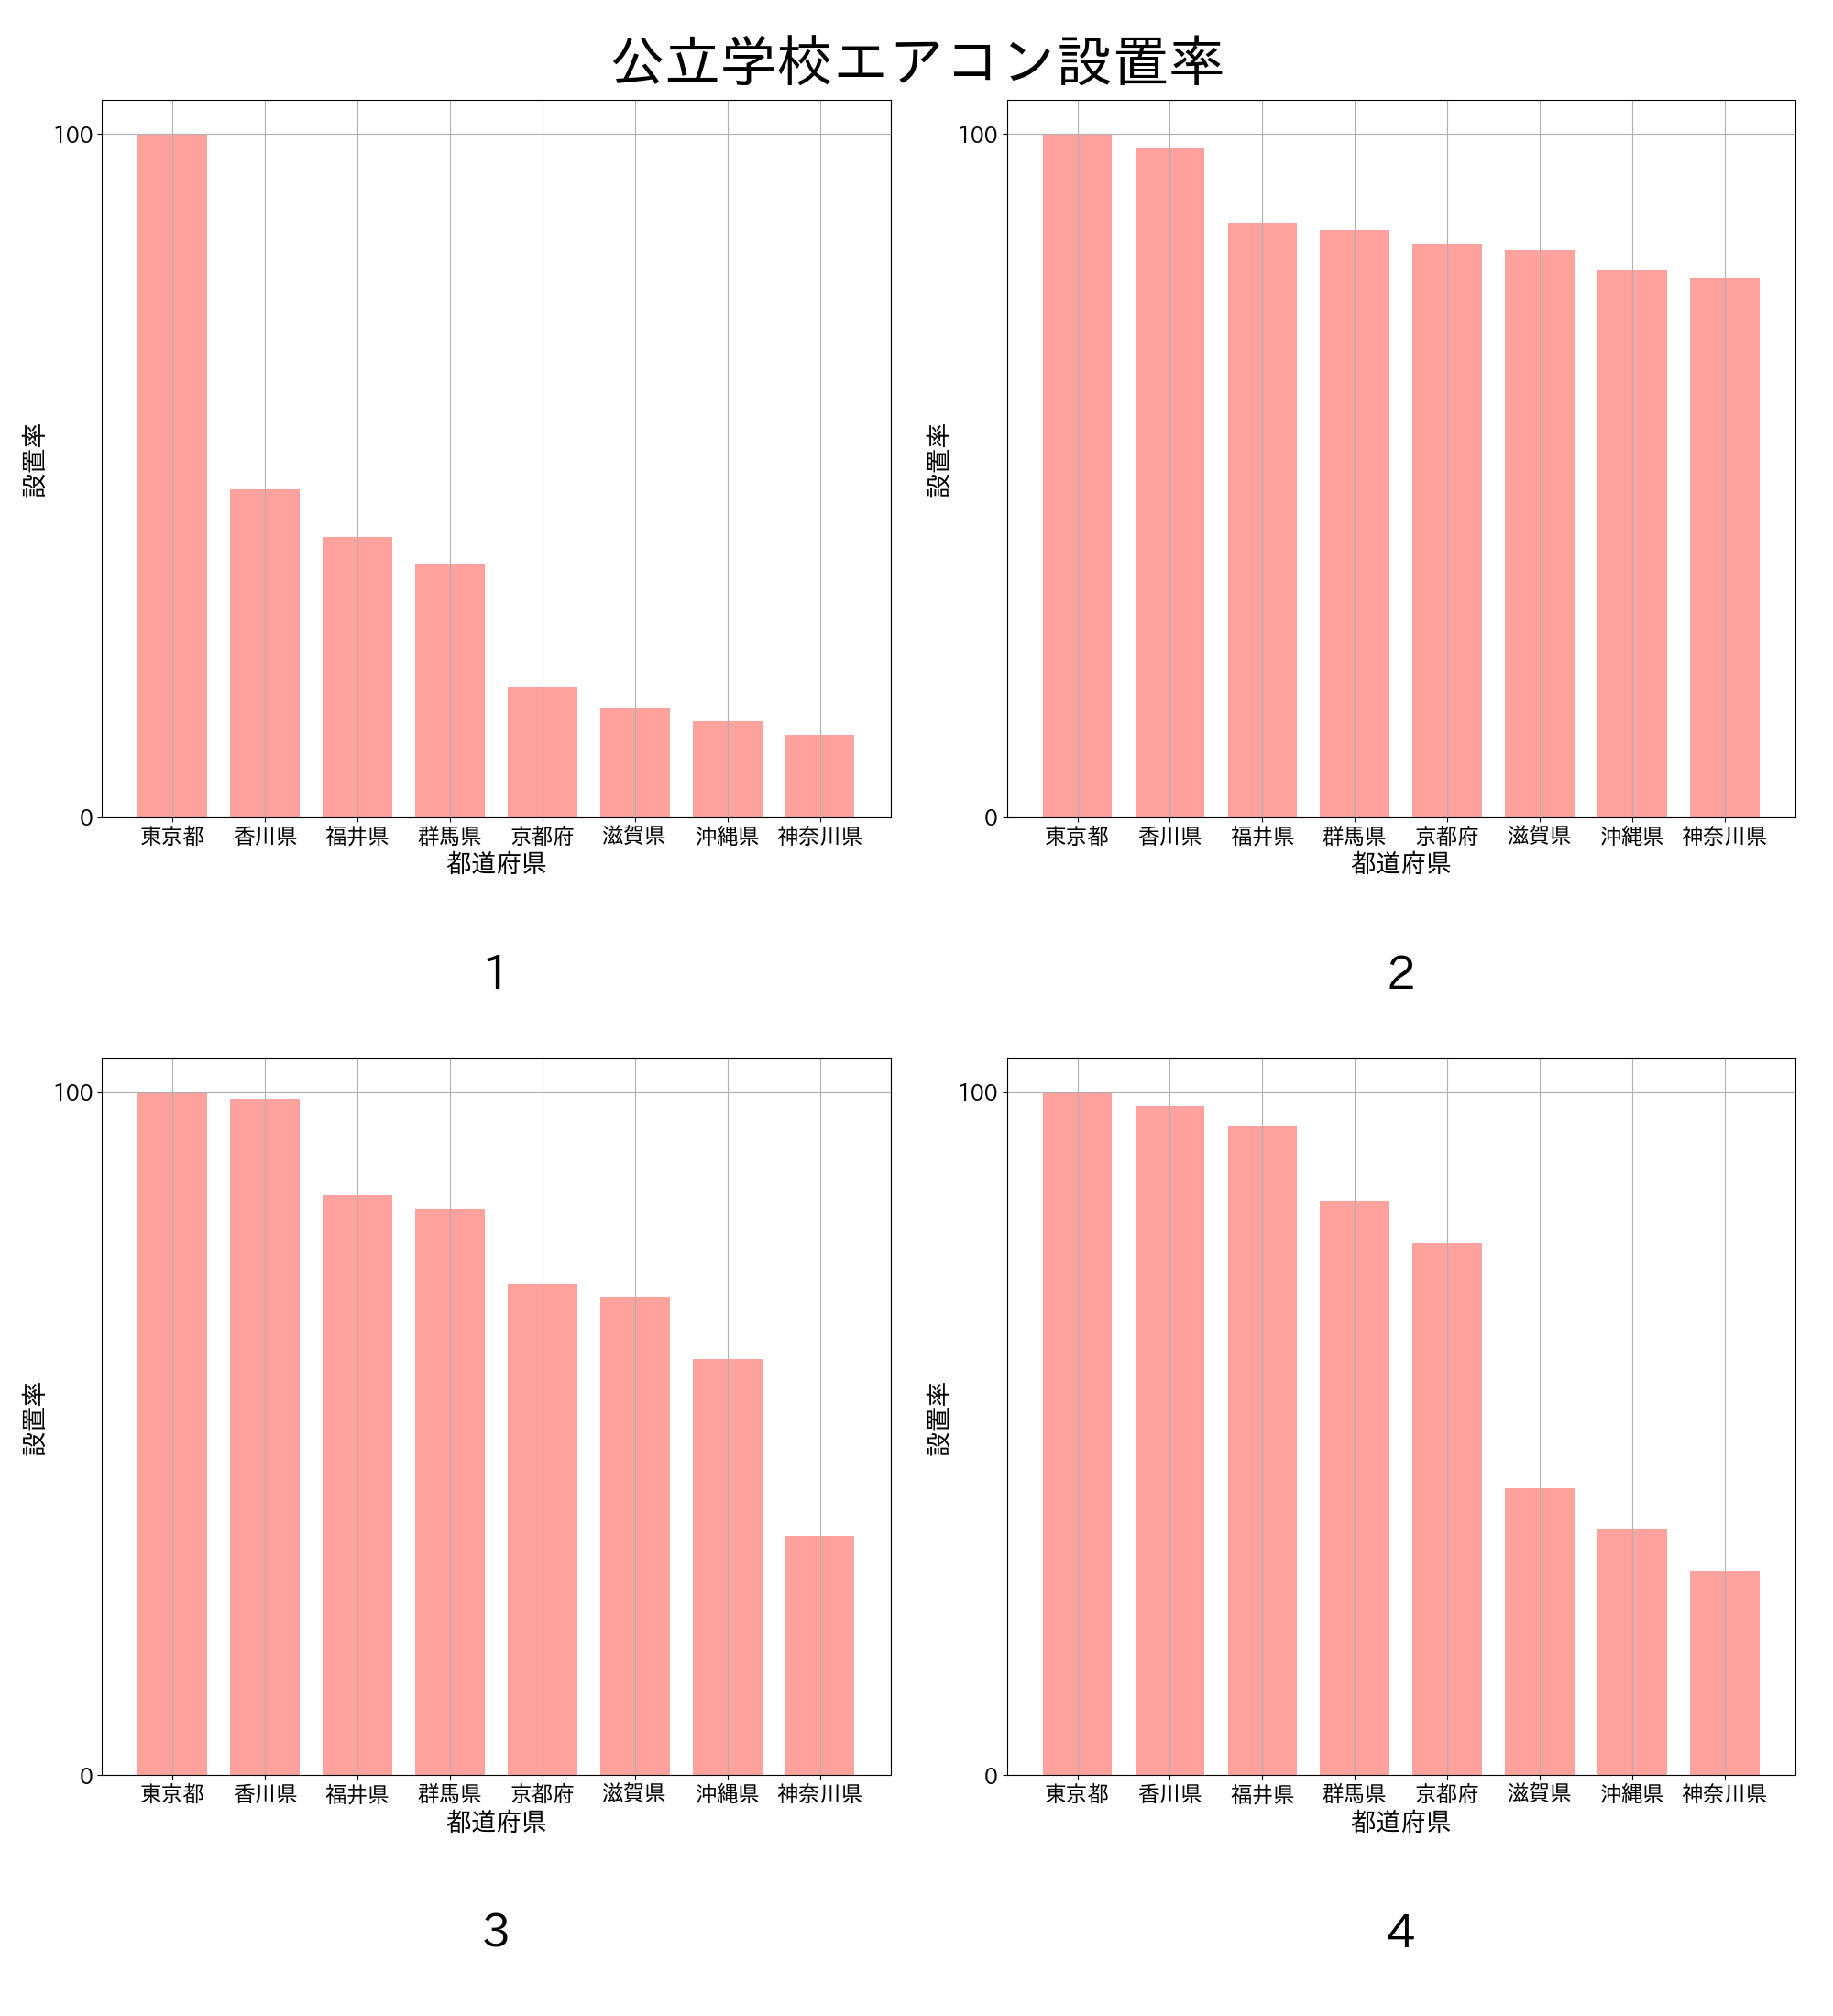 公立学校エアコン設置率
100
0
設置率
東京都 香川県 福井県 群馬県 京都府 滋賀県 沖縄県 神奈川県
都道府県
1
100
0
設置率
東京都 香川県 福井県 群馬県 京都府 滋賀県 沖縄県 神奈川県
都道府県
2
100
0
設置率
東京都 香川県 福井県 群馬県 京都府 滋賀県 沖縄県 神奈川県
都道府県
3
100
0
設置率
東京都 香川県 福井県 群馬県 京都府 滋賀県 沖縄県 神奈川県
都道府県
4